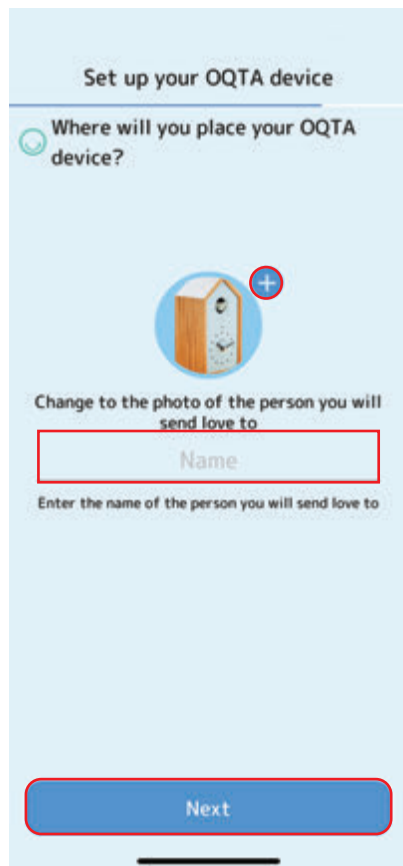 Set up your OQTA device
Where will you place your OQTA
device?
Change to the photo of the person you will
send love to
Name
Enter the name of the person you will send love to
Next